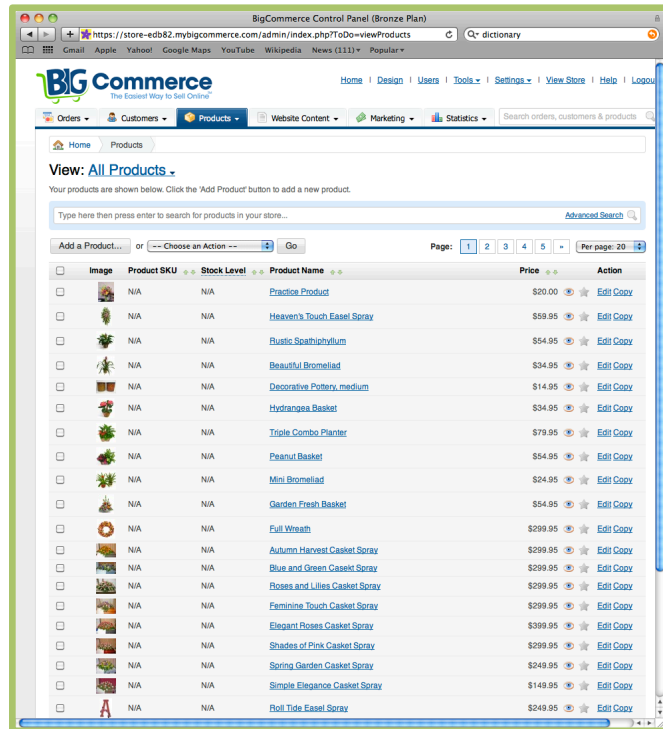 BigCommerce Control Panel (Bronze Plan)
https://store-edb82.mybigcommerce.com/admin/index.php?ToDo=viewProducts
dictionary
Gmail Apple Yahoo! Google Maps YouTube Wikipedia News (111) Popular
BIG Commerce
The Easiest Way to Sell Online
Home | Design | Users | Tools | Settings | View Store | Help | Logou
Orders Customers Products Website Content Marketing Statistics Search orders, customers & products
Home Products
View: All Products
Your products are shown below. Click the 'Add Product' button to add a new product.
Type here then press enter to search for products in your store... Advanced Search
Add a Product... or -- Choose an Action -- Go Page: 1 2 3 4 5 » Per page: 20
Image Product SKU Stock Level Product Name Price Action
N/A N/A Practice Product $20.00 Edit Copy
N/A N/A Heaven's Touch Easel Spray $59.95 Edit Copy
N/A N/A Rustic Spathiphyllum $54.95 Edit Copy
N/A N/A Beautiful Bromeliad $34.95 Edit Copy
N/A N/A Decorative Pottery, medium $14.95 Edit Copy
N/A N/A Hydrangea Basket $34.95 Edit Copy
N/A N/A Triple Combo Planter $79.95 Edit Copy
N/A N/A Peanut Basket $54.95 Edit Copy
N/A N/A Mini Bromeliad $24.95 Edit Copy
N/A N/A Garden Fresh Basket $54.95 Edit Copy
N/A N/A Full Wreath $299.95 Edit Copy
N/A N/A Autumn Harvest Casket Spray $299.95 Edit Copy
N/A N/A Blue and Green Casekt Spray $299.95 Edit Copy
N/A N/A Roses and Lilies Casket Spray $299.95 Edit Copy
N/A N/A Feminine Touch Casket Spray $299.95 Edit Copy
N/A N/A Elegant Roses Casket Spray $399.95 Edit Copy
N/A N/A Shades of Pink Casket Spray $299.95 Edit Copy
N/A N/A Spring Garden Casket Spray $249.95 Edit Copy
N/A N/A Simple Elegance Casket Spray $149.95 Edit Copy
N/A N/A Roll Tide Easel Spray $249.95 Edit Copy